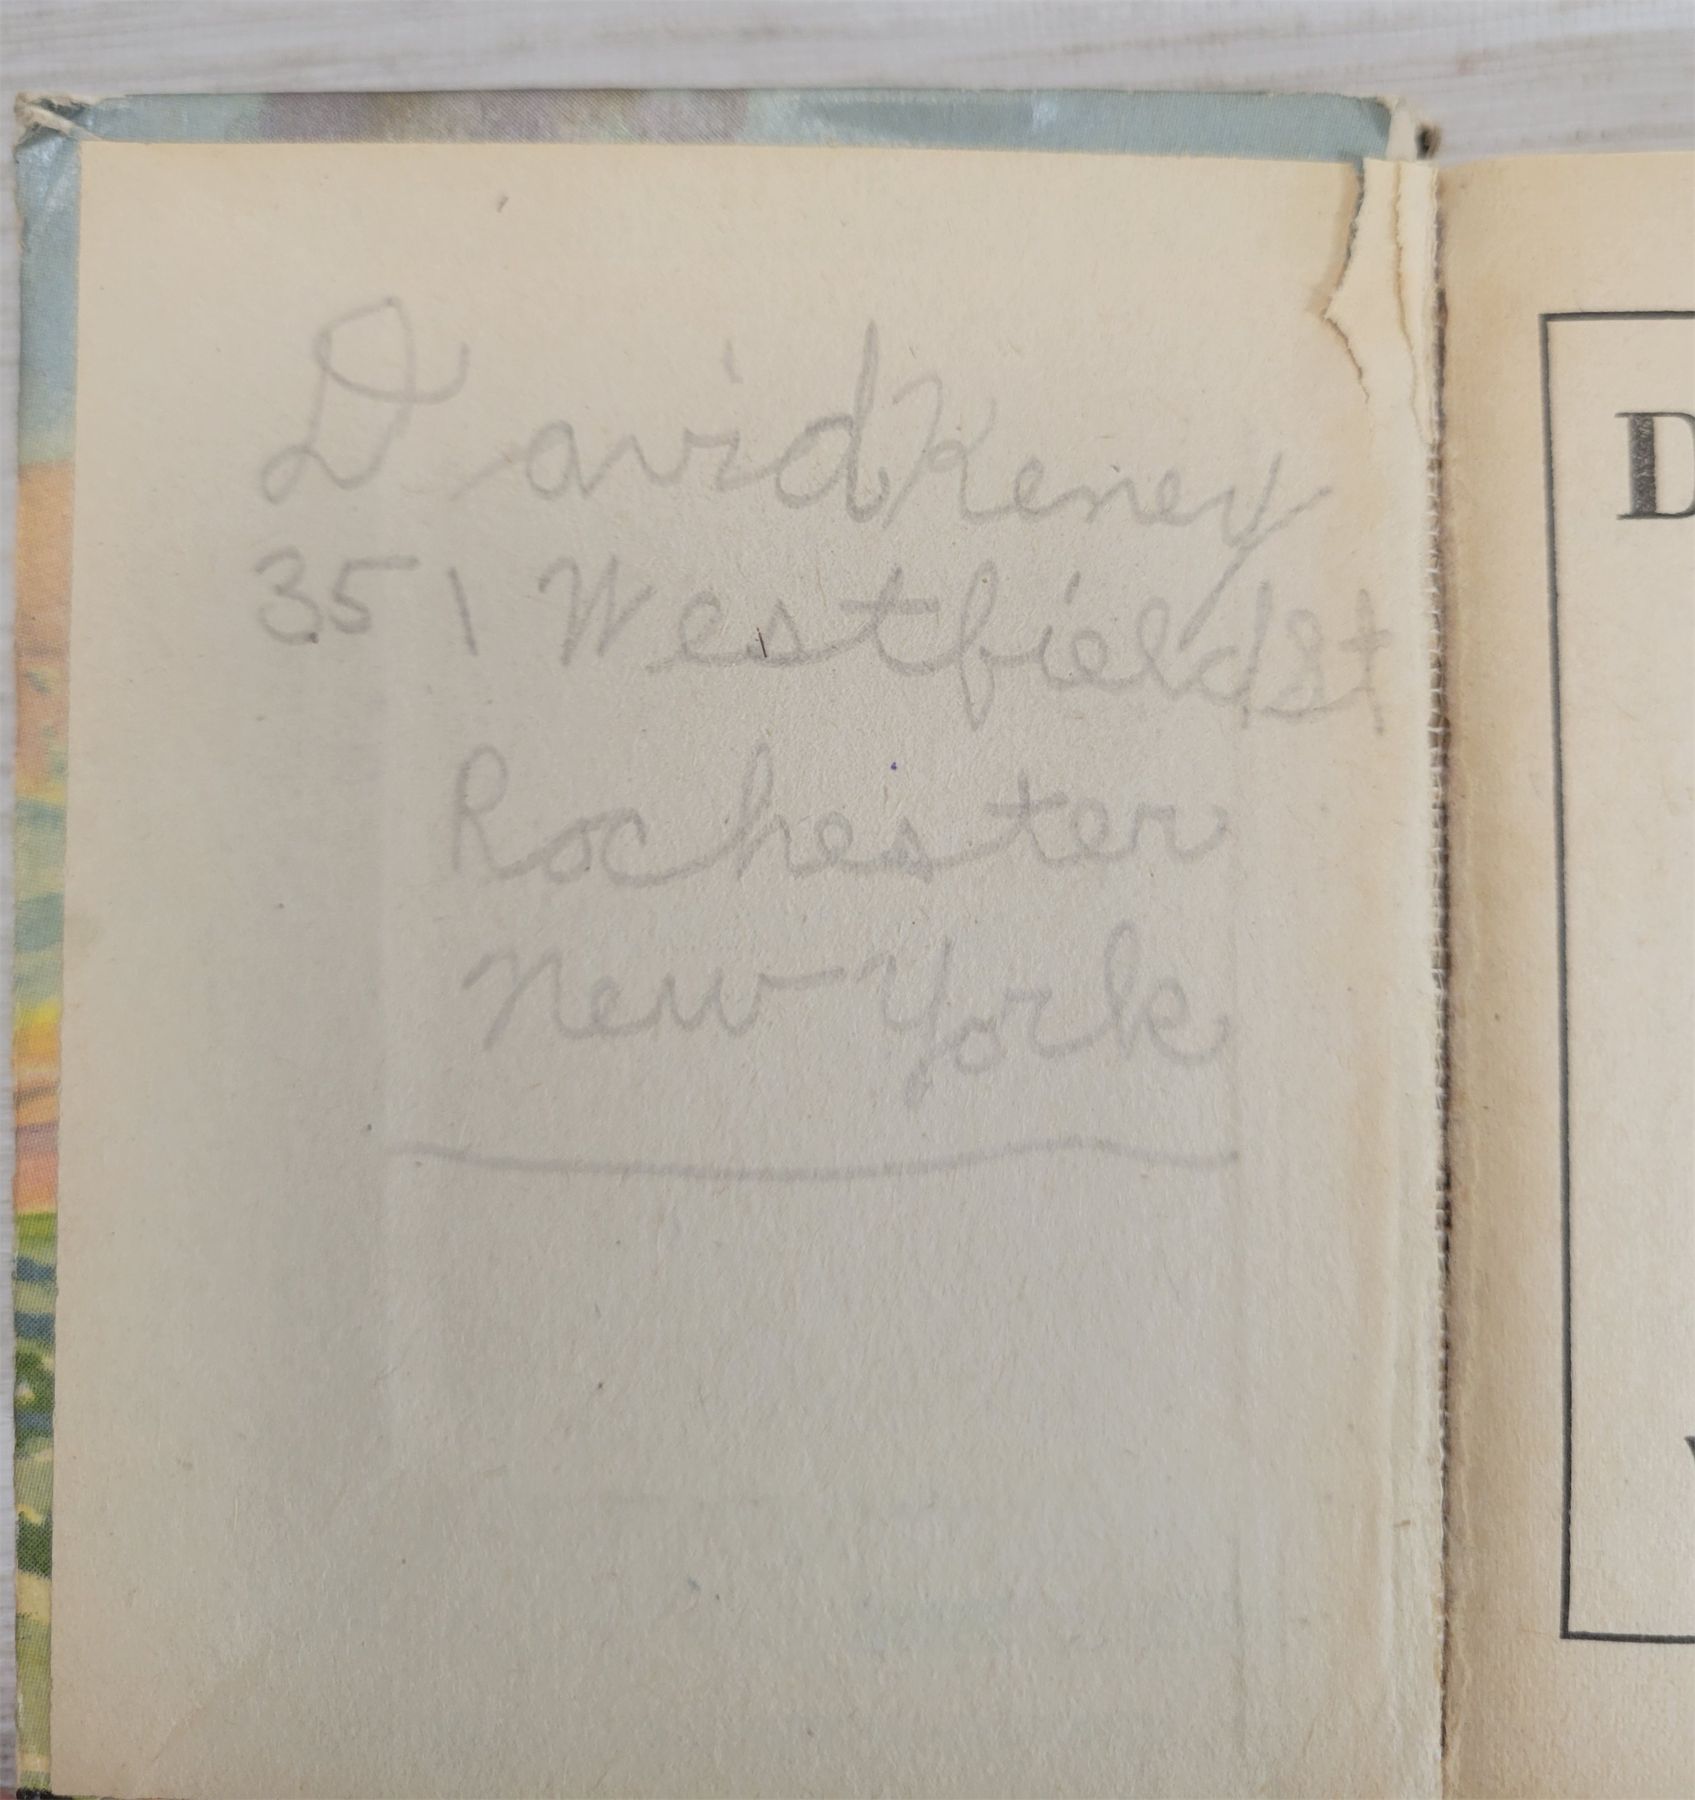 David Keney
351 Westfield St
Rochester
New York
D